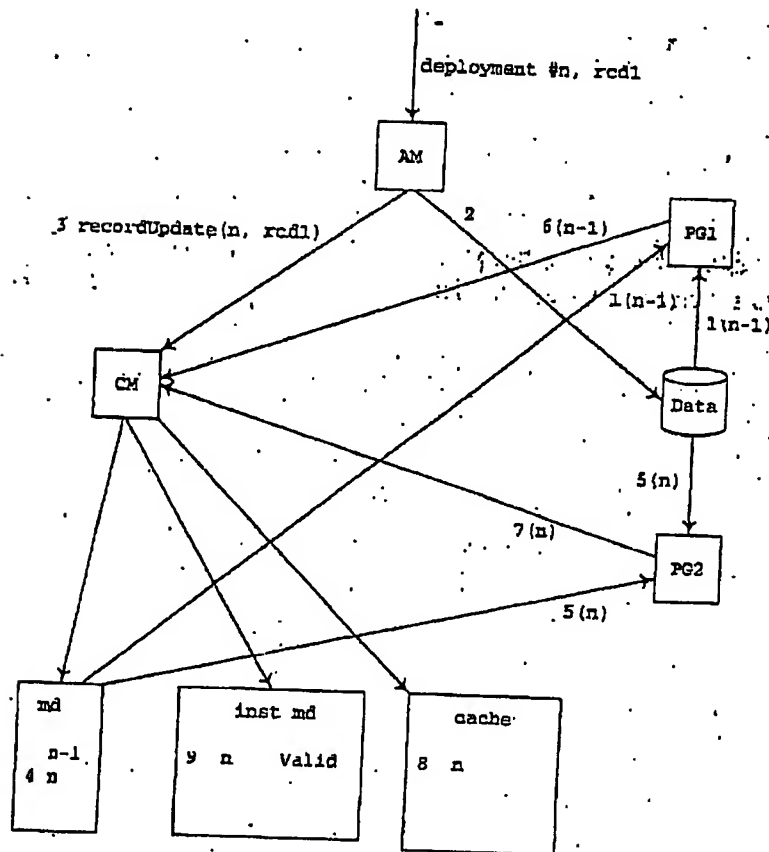 deployment #n, rcd1
AM
3 recordUpdate(n, rcd1)
2
6(n-1)
PG1
1(n-1)
1(n-1)
CM
Data
5(n)
7(n)
PG2
5(n)
md
n-1
4 n
inst md
9 n Valid
cache
8 n